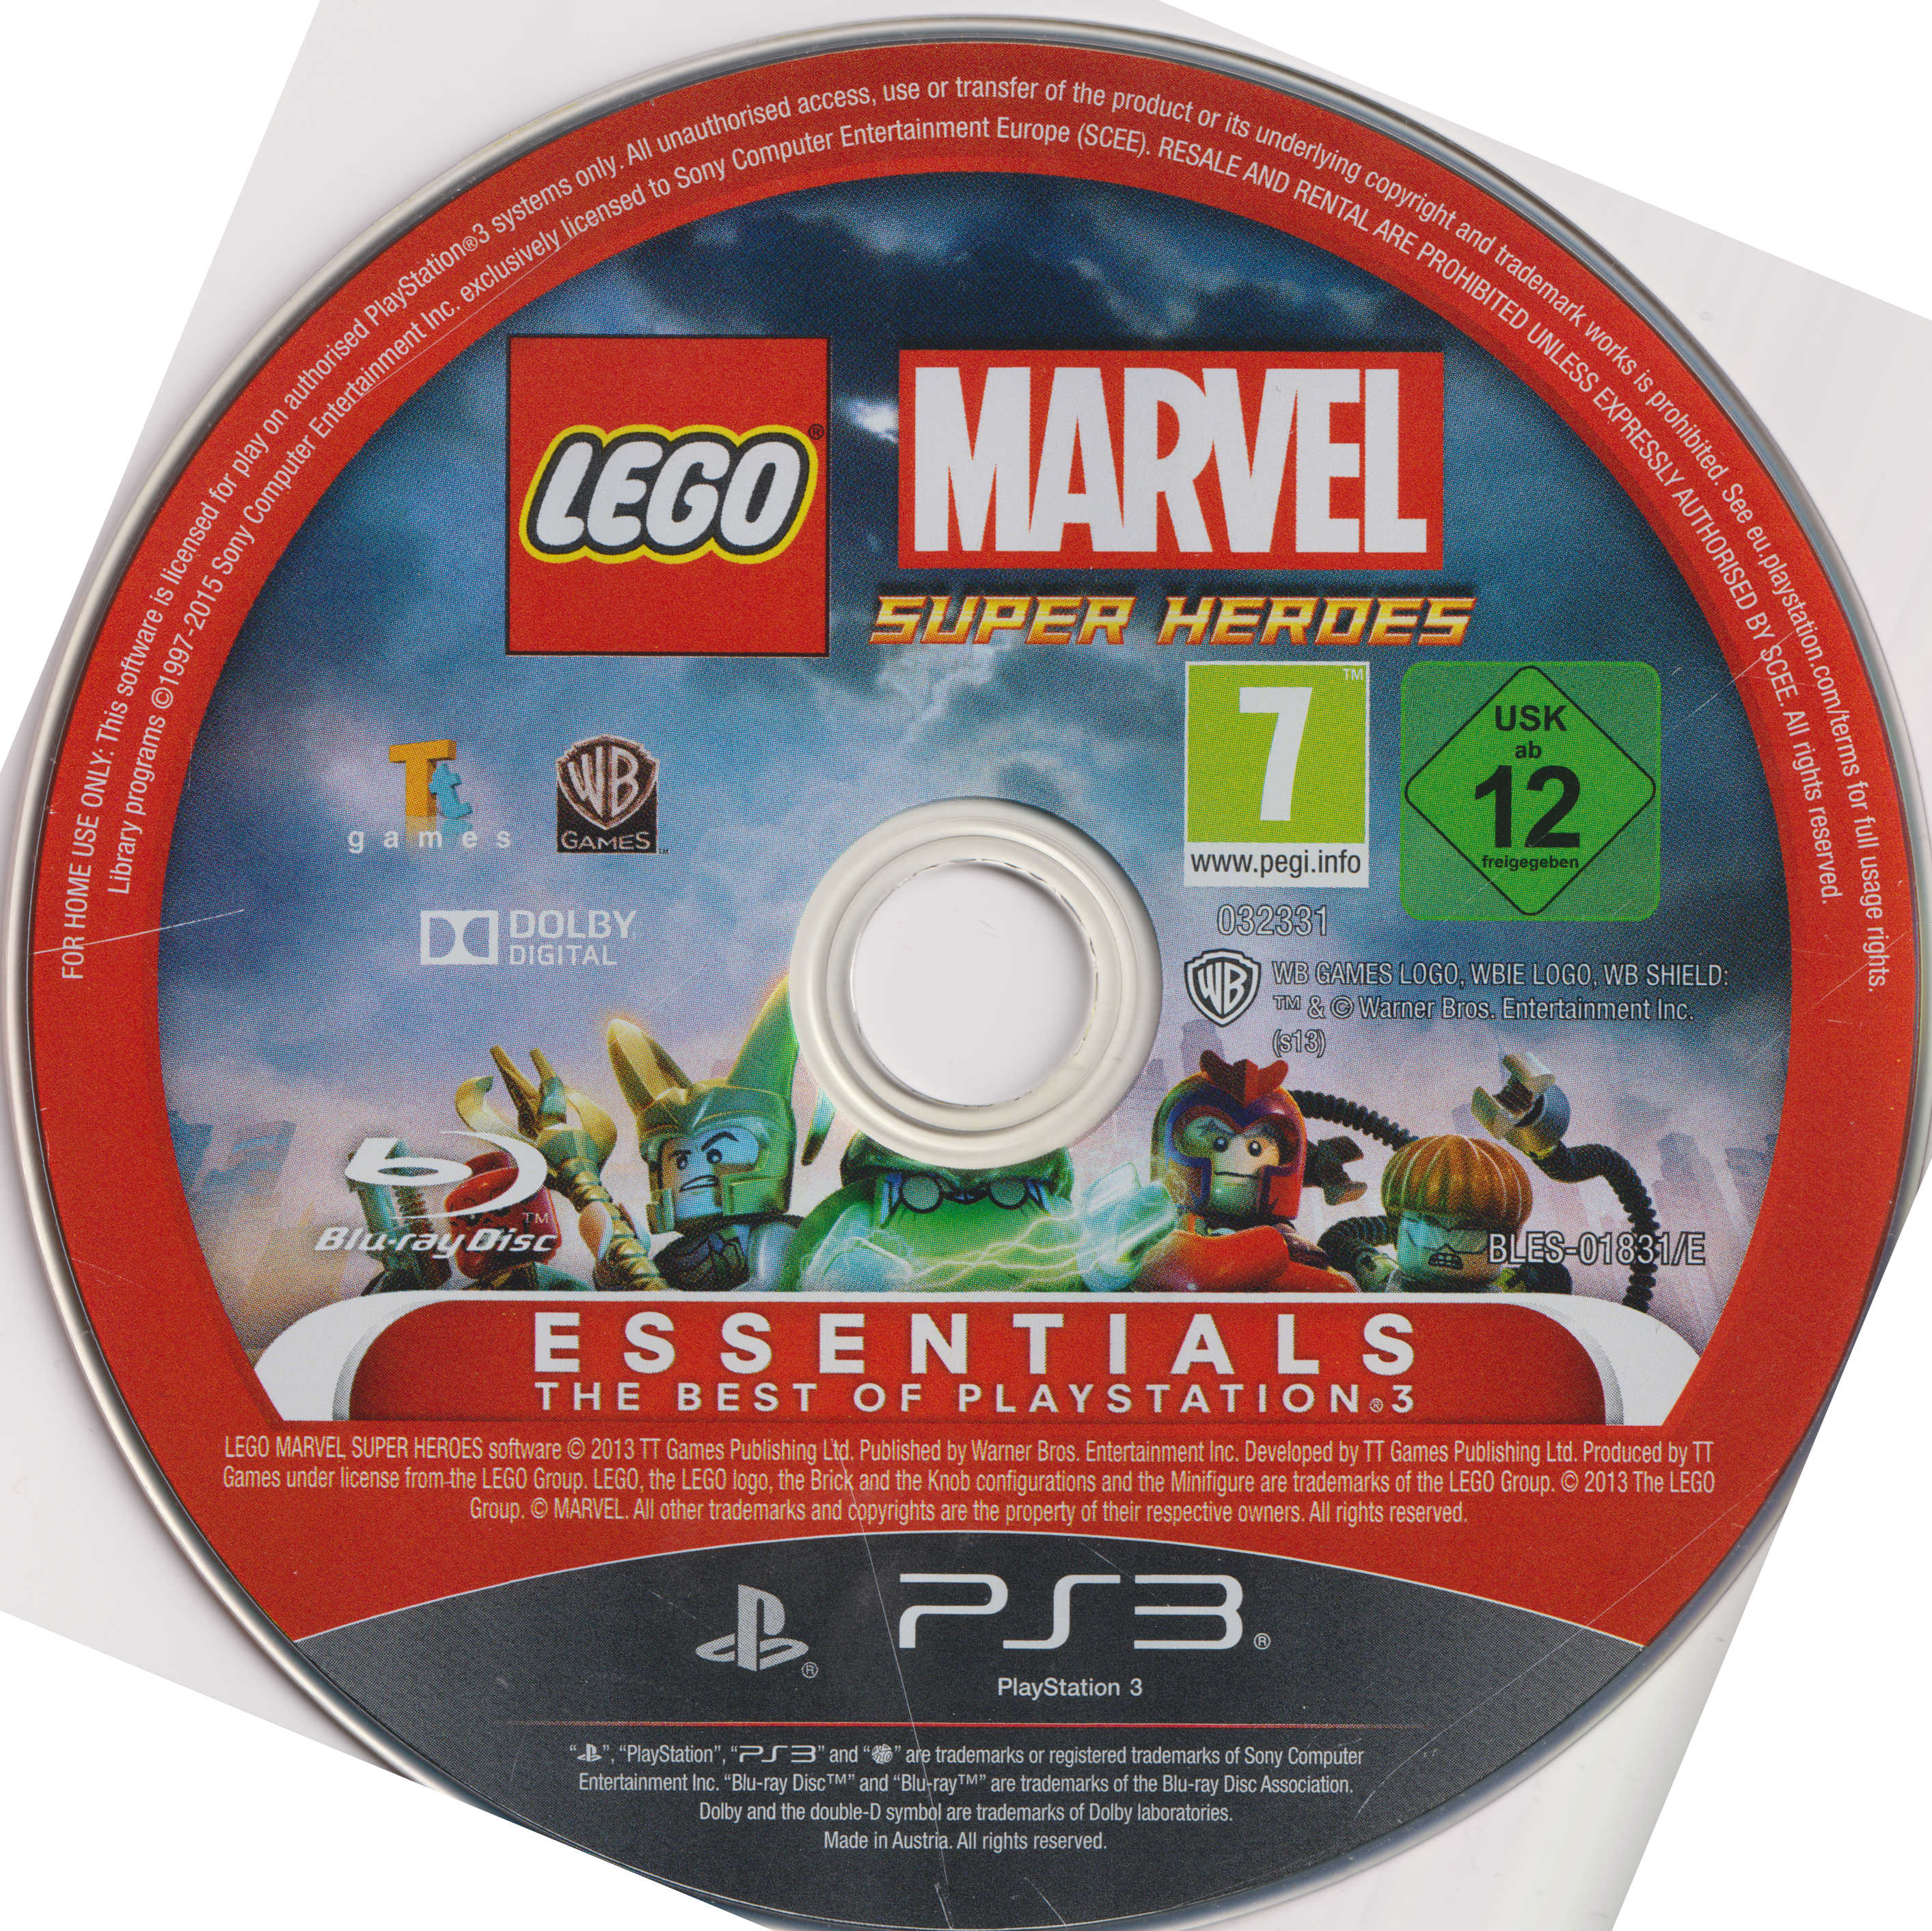 FOR HOME USE ONLY: This software is licensed for play on authorised PlayStation®3 systems only. All unauthorised access, use or transfer of the product or its underlying copyright and trademark works is prohibited. See eu.playstation.com/terms for full usage rights.
Library programs ©1997-2015 Sony Computer Entertainment Inc. exclusively licensed to Sony Computer Entertainment Europe (SCEE). RESALE AND RENTAL ARE PROHIBITED UNLESS EXPRESSLY AUTHORISED BY SCEE. All rights reserved.
LEGO®
MARVEL
SUPER HEROES
Tt
games
WB
GAMES™
7™
www.pegi.info
USK
ab
12
freigegeben
DOLBY
DIGITAL
032331
WB
WB GAMES LOGO, WBIE LOGO, WB SHIELD:
™ & © Warner Bros. Entertainment Inc.
(s13)
Blu-ray Disc™
BLES-01831/E
ESSENTIALS
THE BEST OF PLAYSTATION®3
LEGO MARVEL SUPER HEROES software © 2013 TT Games Publishing Ltd. Published by Warner Bros. Entertainment Inc. Developed by TT Games Publishing Ltd. Produced by TT
Games under license from the LEGO Group. LEGO, the LEGO logo, the Brick and the Knob configurations and the Minifigure are trademarks of the LEGO Group. © 2013 The LEGO
Group. © MARVEL. All other trademarks and copyrights are the property of their respective owners. All rights reserved.
PS3®
PlayStation 3
“ ”, “PlayStation”, “PS3” and “ ” are trademarks or registered trademarks of Sony Computer
Entertainment Inc. “Blu-ray Disc™” and “Blu-ray™” are trademarks of the Blu-ray Disc Association.
Dolby and the double-D symbol are trademarks of Dolby laboratories.
Made in Austria. All rights reserved.